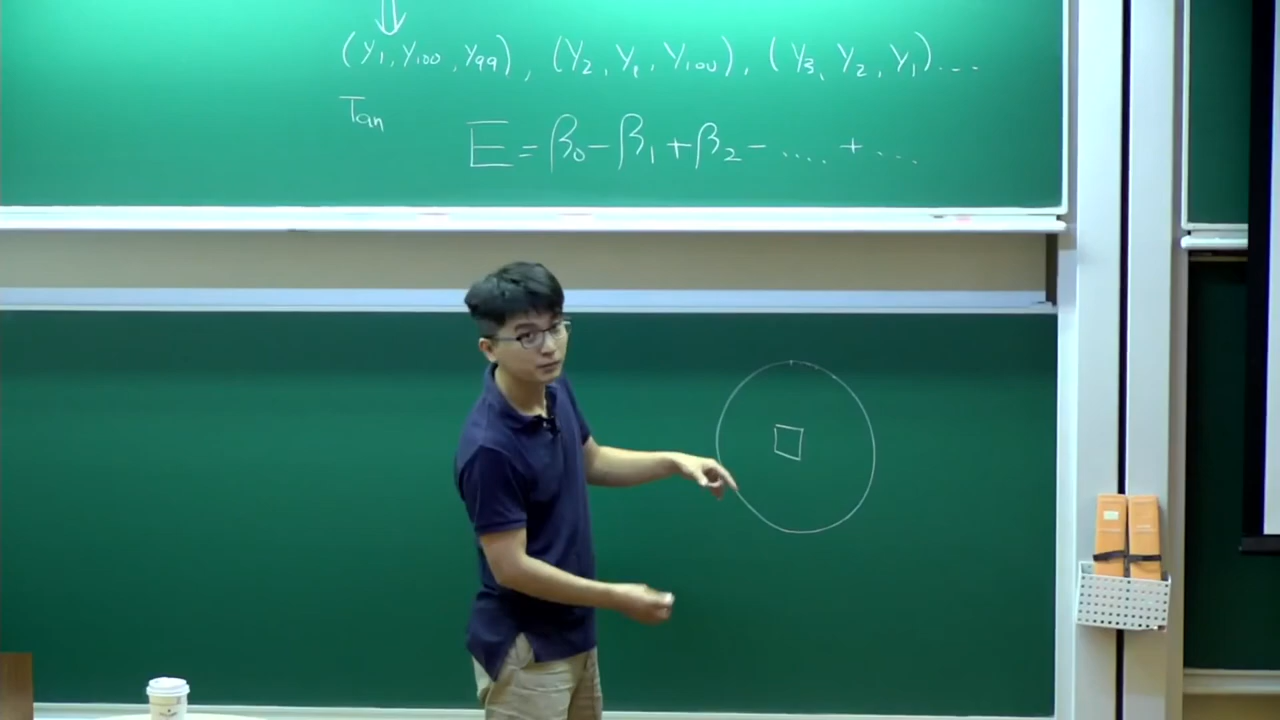 (y₁, y₁₀₀, y₉₉), (y₂, y₁, y₁₀₀), (y₃, y₂, y₁)....
Tan
E = β₀ - β₁ + β₂ - .... + ...